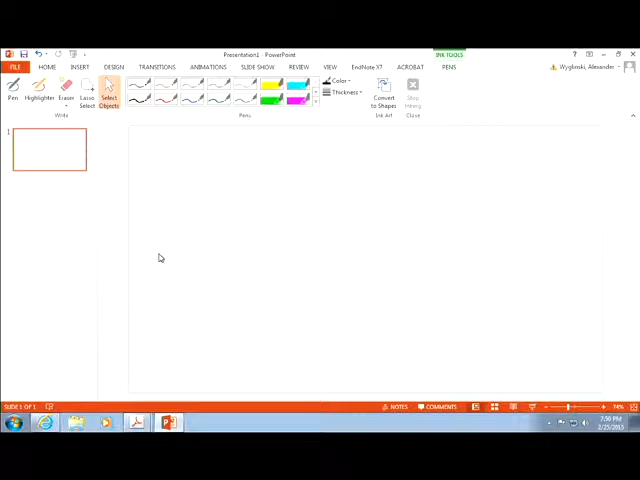 Presentation1 - PowerPoint
INK TOOLS
FILE
HOME
INSERT
DESIGN
TRANSITIONS
ANIMATIONS
SLIDE SHOW
REVIEW
VIEW
EndNote X7
ACROBAT
PENS
Wyglinski, Alexander
Pen
Highlighter
Eraser
Lasso
Select
Select
Objects
Color
Thickness
Convert
to Shapes
Stop
Inking
Write
Pens
Ink Art
Close
1
SLIDE 1 OF 1
NOTES
COMMENTS
74%
7:50 PM
2/25/2015